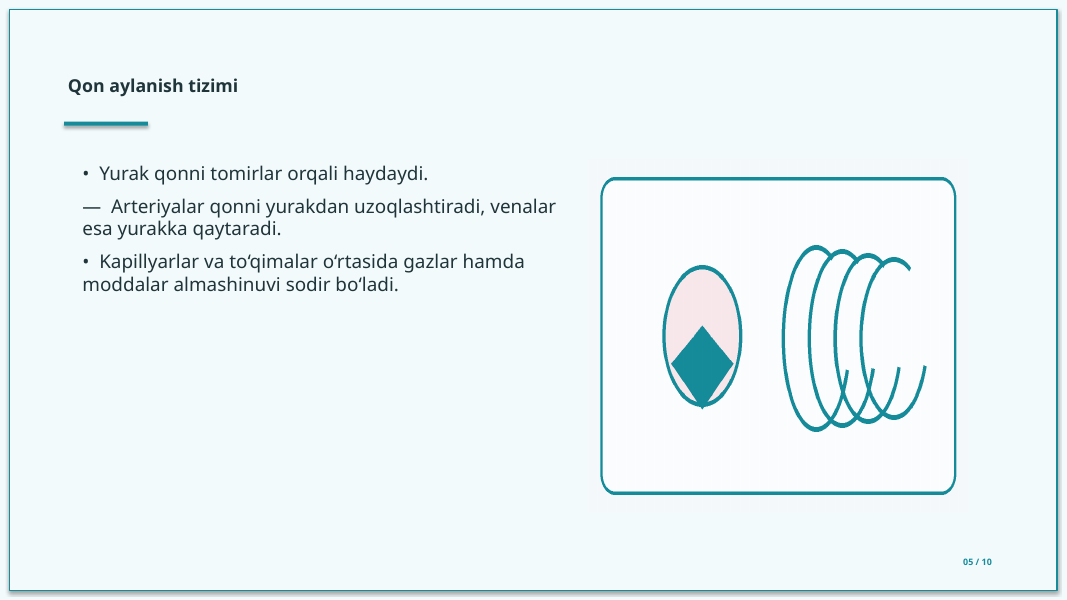 Qon aylanish tizimi
• Yurak qonni tomirlar orqali haydaydi.
— Arteriyalar qonni yurakdan uzoqlashtiradi, venalar
esa yurakka qaytaradi.
• Kapillyarlar va to‘qimalar o‘rtasida gazlar hamda
moddalar almashinuvi sodir bo‘ladi.
05 / 10